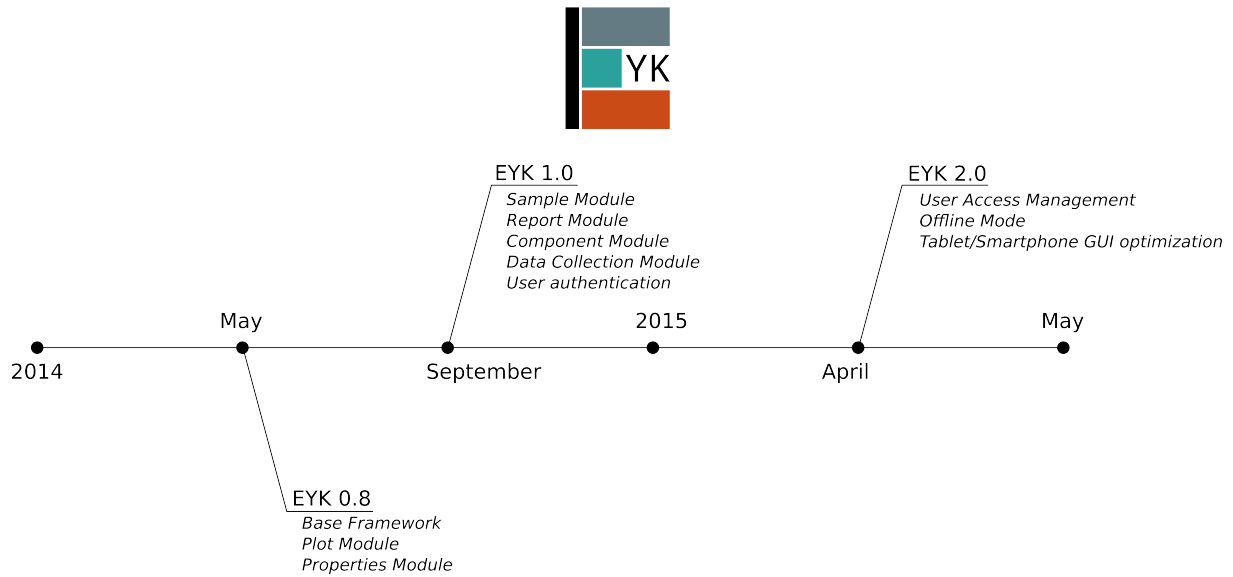 YK
EYK 1.0
Sample Module
Report Module
Component Module
Data Collection Module
User authentication
EYK 2.0
User Access Management
Offline Mode
Tablet/Smartphone GUI optimization
May
2015
May
2014
September
April
EYK 0.8
Base Framework
Plot Module
Properties Module